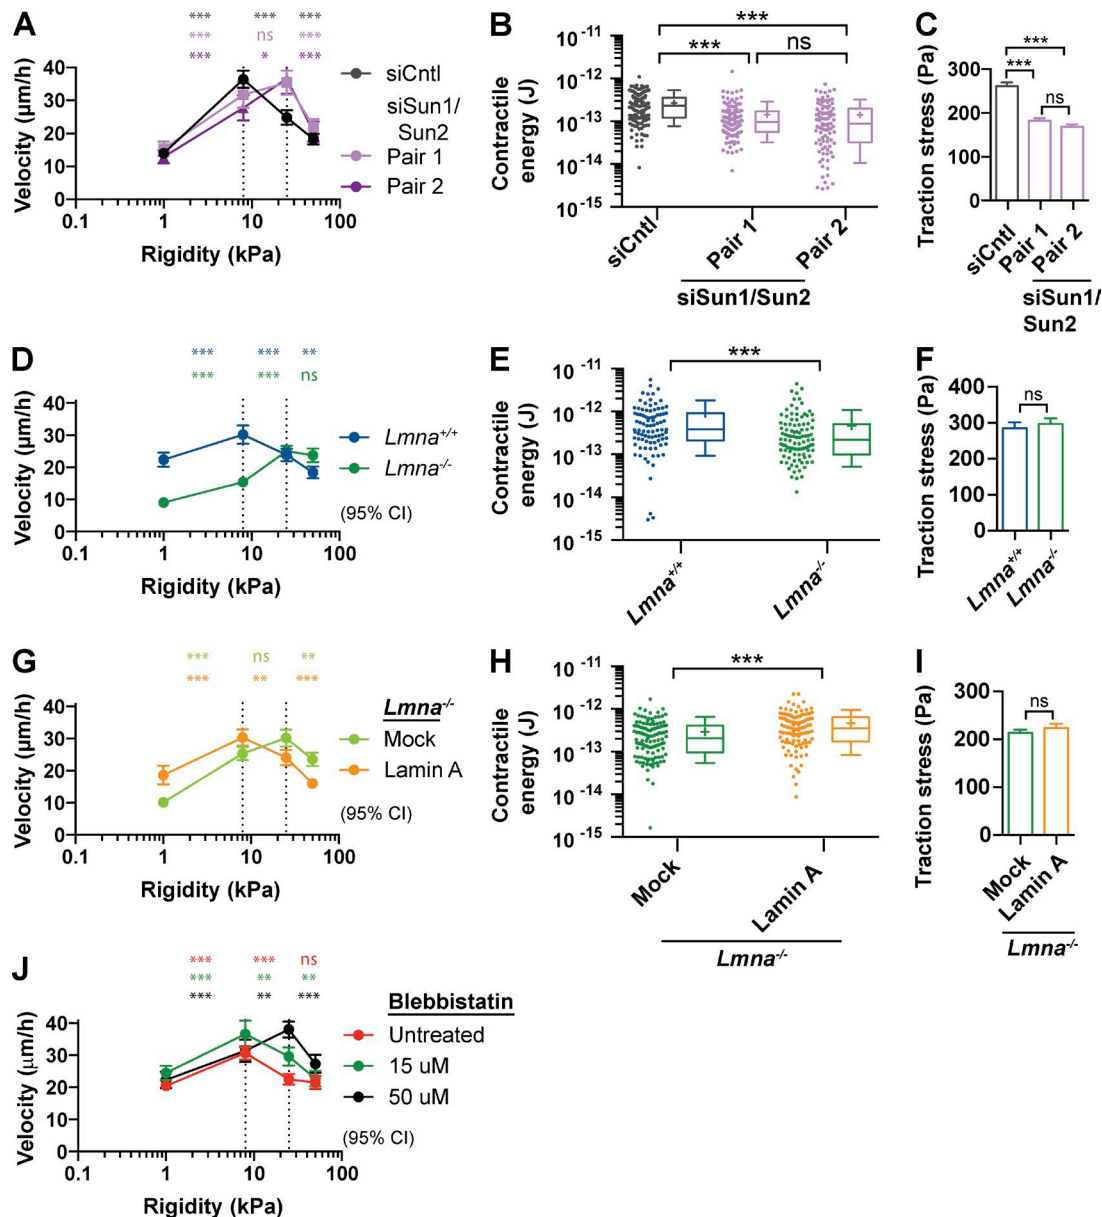 A
*** ***  ***
*** ns ***
*** * ***
Velocity (µm/h)
40
30
20
10
0
0.1 1 10 100
Rigidity (kPa)
siCntl
siSun1/
Sun2
Pair 1
Pair 2
B
***
*** ns
Contractile
energy (J)
10 -11
10 -12
10 -13
10 -14
10 -15
siCntl
Pair 1
Pair 2
siSun1/Sun2
C
***
***
ns
Traction stress (Pa)
300
200
100
0
siCntl
Pair 1
Pair 2
siSun1/
Sun2
D
*** *** **
*** *** ns
Velocity (µm/h)
40
30
20
10
0
0.1 1 10 100
Rigidity (kPa)
Lmna+/+
Lmna-/-
(95% CI)
E
***
Contractile
energy (J)
10 -11
10 -12
10 -13
10 -14
10 -15
Lmna+/+
Lmna-/-
F
ns
Traction stress (Pa)
400
300
200
100
0
Lmna+/+
Lmna-/-
G
*** ns **
*** ** ***
Velocity (µm/h)
40
30
20
10
0
0.1 1 10 100
Rigidity (kPa)
Lmna-/-
Mock
Lamin A
(95% CI)
H
***
Contractile
energy (J)
10 -11
10 -12
10 -13
10 -14
10 -15
Mock
Lamin A
Lmna-/-
I
ns
Traction stress (Pa)
300
200
100
0
Mock
Lamin A
Lmna-/-
J
*** *** ns
*** ** **
*** ** ***
Velocity (µm/h)
40
30
20
10
0
0.1 1 10 100
Rigidity (kPa)
Blebbistatin
Untreated
15 uM
50 uM
(95% CI)